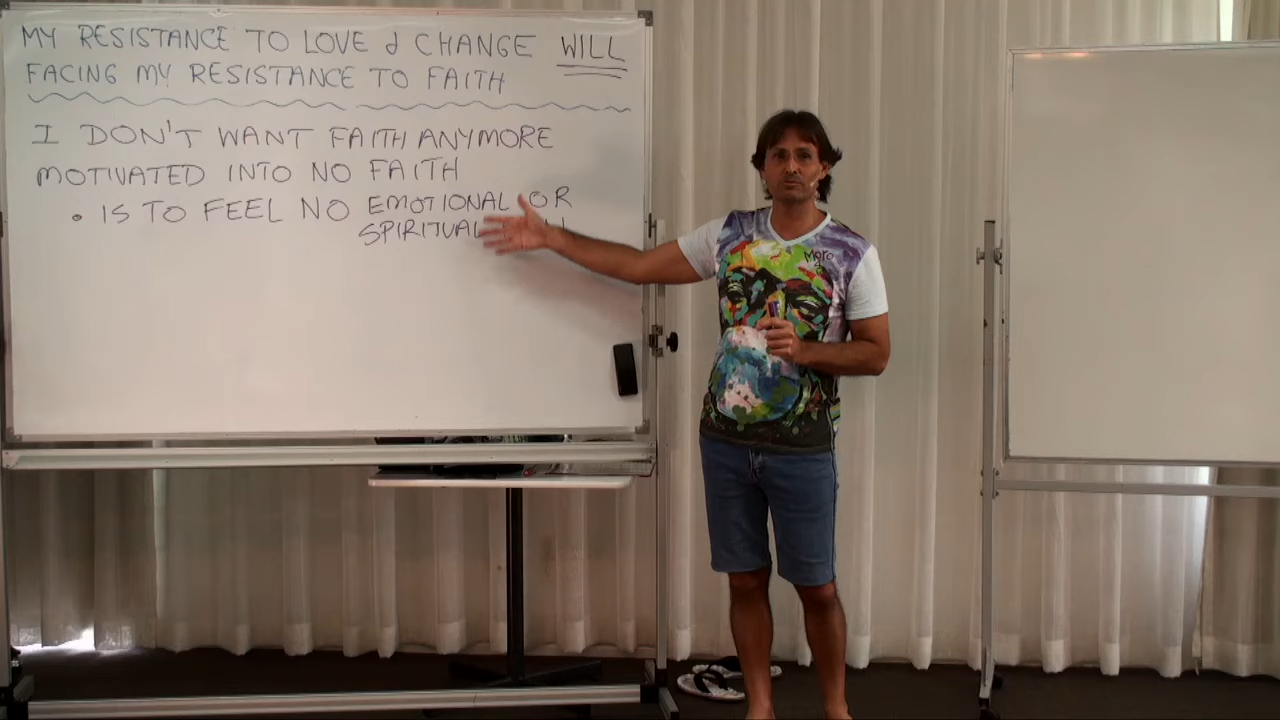 MY RESISTANCE TO LOVE & CHANGE WILL
FACING MY RESISTANCE TO FAITH
I DON'T WANT FAITH ANYMORE
MOTIVATED INTO NO FAITH
• IS TO FEEL NO EMOTIONAL OR
SPIRITUAL